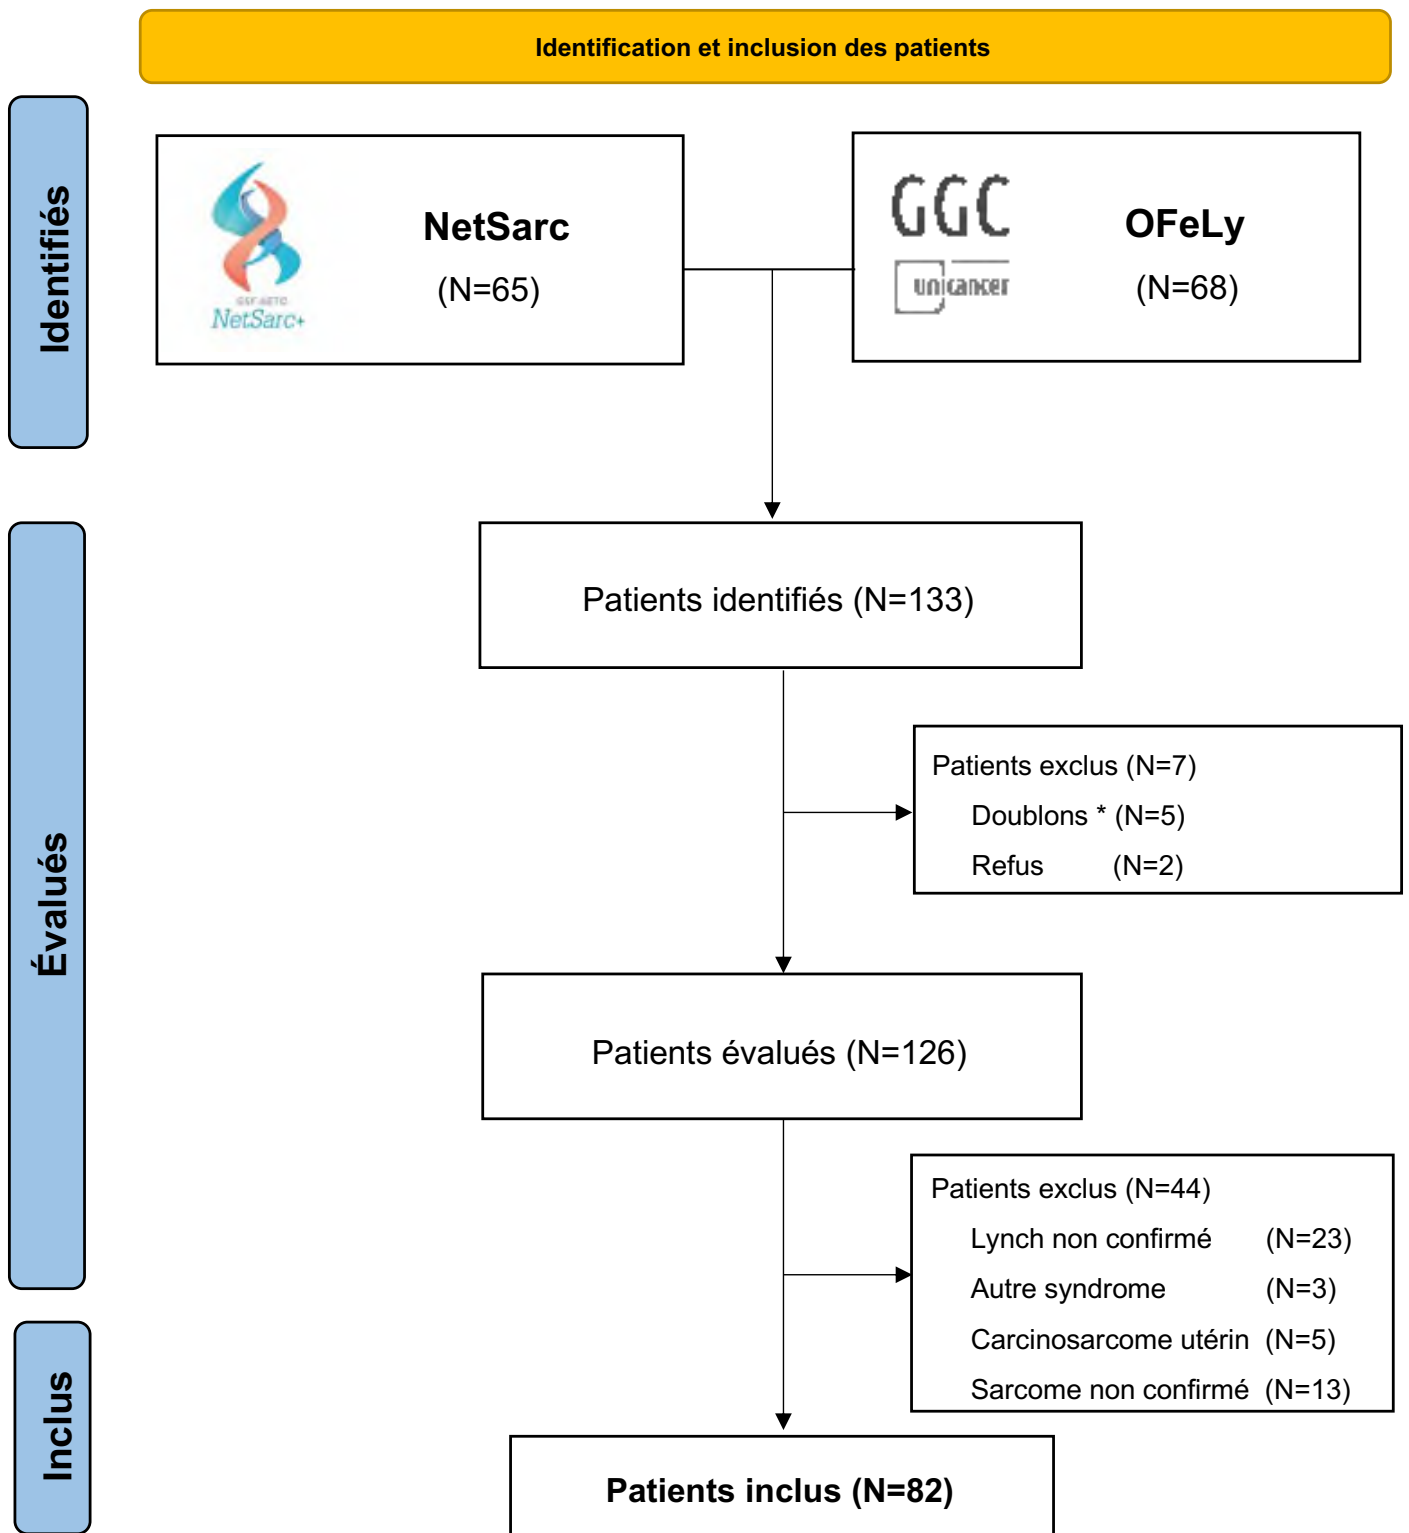 Identification et inclusion des patients
Identifiés
NetSarc
(N=65)
GSF-GETO
NetSarc+
GGC
unicancer
OFeLy
(N=68)
Évalués
Patients identifiés (N=133)
Patients exclus (N=7)
Doublons * (N=5)
Refus (N=2)
Patients évalués (N=126)
Patients exclus (N=44)
Lynch non confirmé (N=23)
Autre syndrome (N=3)
Carcinosarcome utérin (N=5)
Sarcome non confirmé (N=13)
Inclus
Patients inclus (N=82)